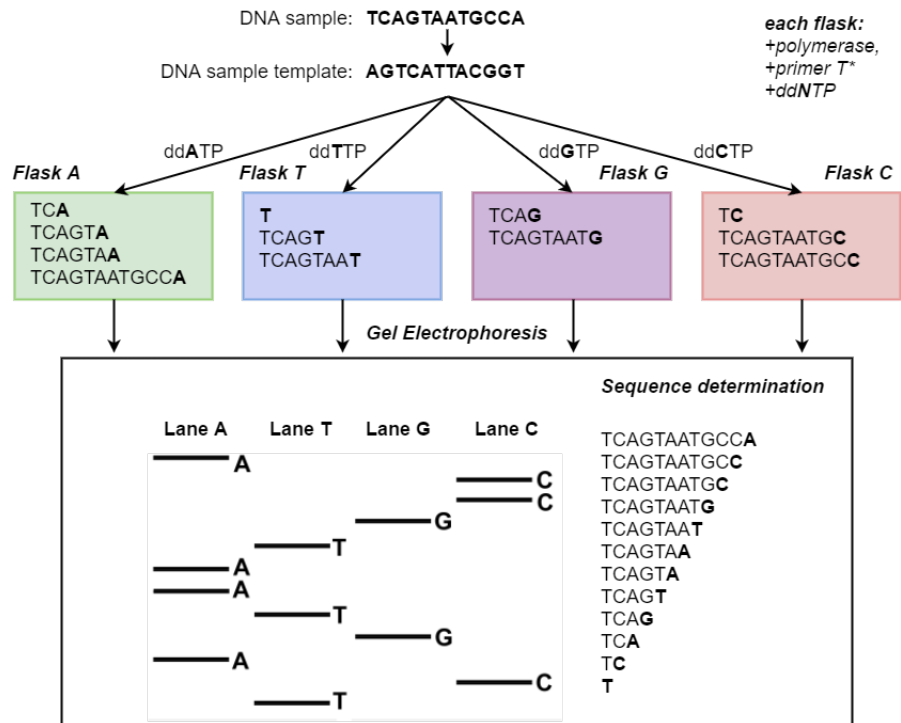 DNA sample: TCAGTAATGCCA
DNA sample template: AGTCATTACGGT
each flask:
+polymerase,
+primer T*
+ddNTP
ddATP
ddTTP
ddGTP
ddCTP
Flask A
TCA
TCAGTA
TCAGTAA
TCAGTAATGCCA
Flask T
T
TCAGT
TCAGTAAT
Flask G
TCAG
TCAGTAATG
Flask C
TC
TCAGTAATGC
TCAGTAATGCC
Gel Electrophoresis
Lane A
Lane T
Lane G
Lane C
A
C
C
G
T
A
A
T
G
A
C
T
Sequence determination
TCAGTAATGCCA
TCAGTAATGCC
TCAGTAATGC
TCAGTAATG
TCAGTAAT
TCAGTAA
TCAGTA
TCAGT
TCAG
TCA
TC
T